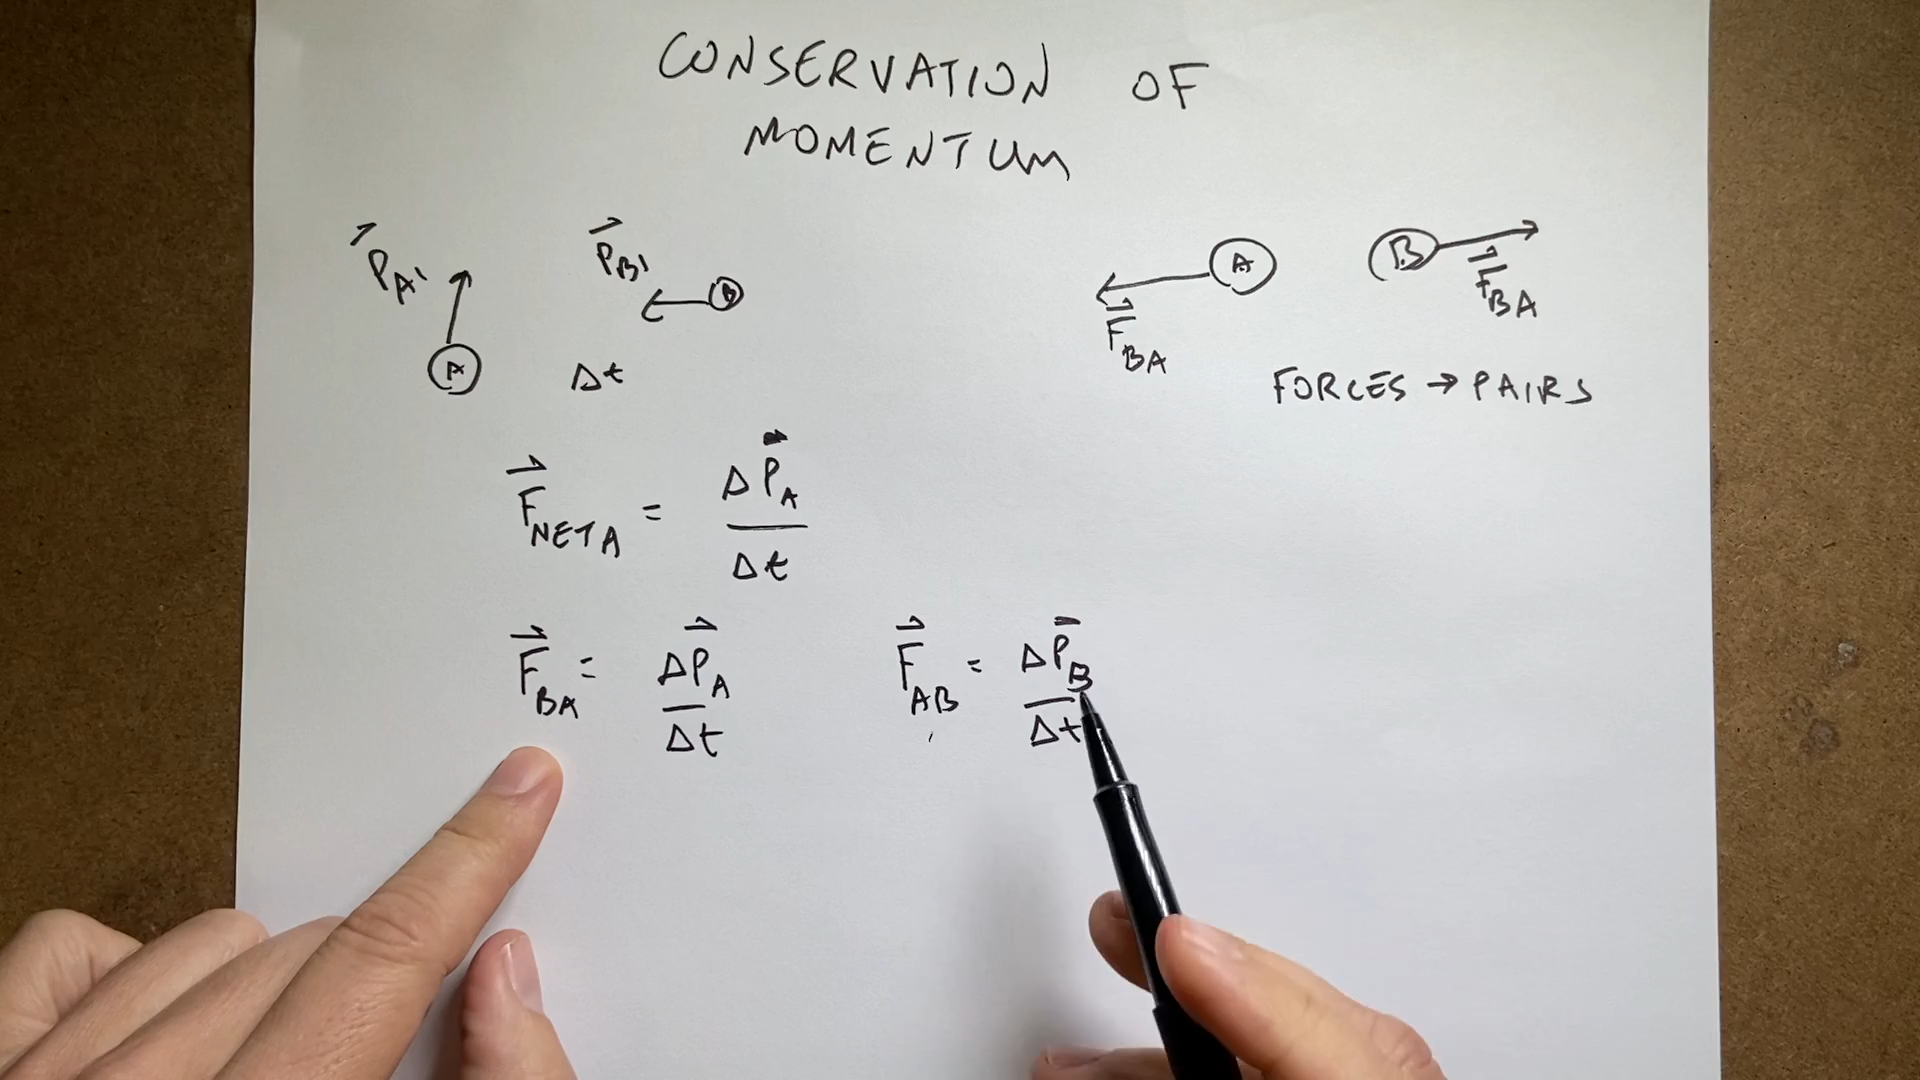 CONSERVATION OF
MOMENTUM
P⃗A1
P⃗B1
A
B
Δt
A
B
F⃗BA
F⃗BA
FORCES → PAIRS
F⃗NET A = ΔP⃗A / Δt
F⃗BA = ΔP⃗A / Δt
F⃗AB = ΔP⃗B / Δt